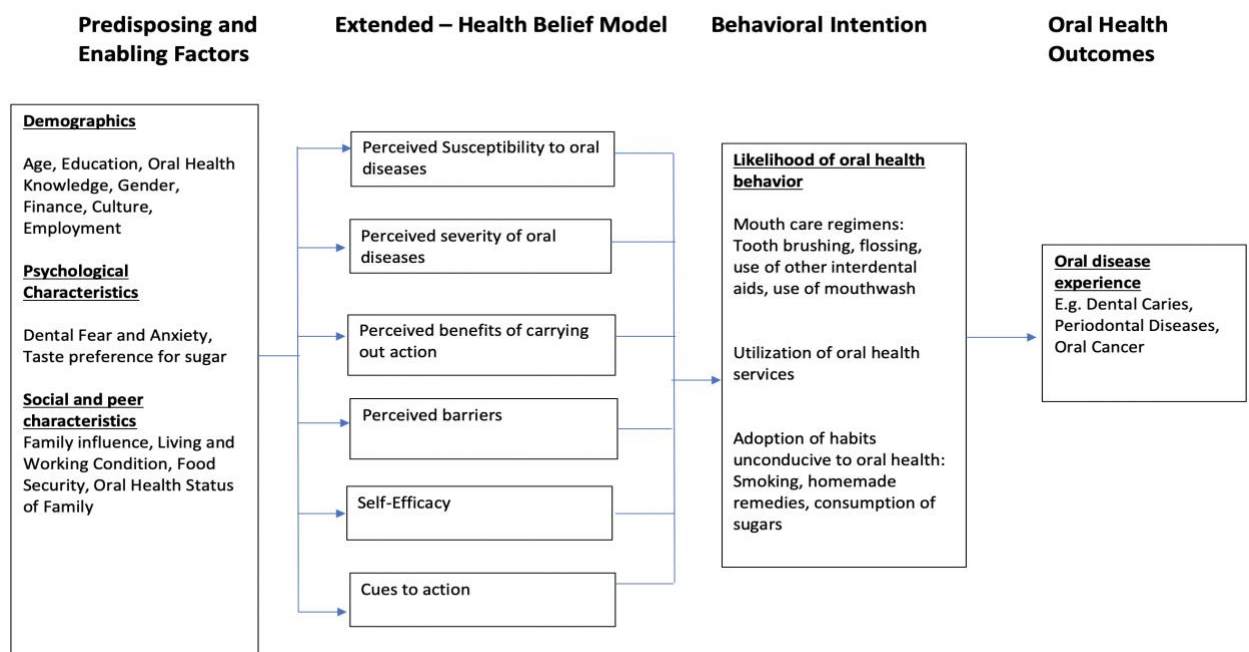 Predisposing and
Enabling Factors
Extended – Health Belief Model
Behavioral Intention
Oral Health
Outcomes
Demographics
Age, Education, Oral Health
Knowledge, Gender,
Finance, Culture,
Employment
Psychological
Characteristics
Dental Fear and Anxiety,
Taste preference for sugar
Social and peer
characteristics
Family influence, Living and
Working Condition, Food
Security, Oral Health Status
of Family
Perceived Susceptibility to oral
diseases
Perceived severity of oral
diseases
Perceived benefits of carrying
out action
Perceived barriers
Self-Efficacy
Cues to action
Likelihood of oral health
behavior
Mouth care regimens:
Tooth brushing, flossing,
use of other interdental
aids, use of mouthwash
Utilization of oral health
services
Adoption of habits
unconducive to oral health:
Smoking, homemade
remedies, consumption of
sugars
Oral disease
experience
E.g. Dental Caries,
Periodontal Diseases,
Oral Cancer